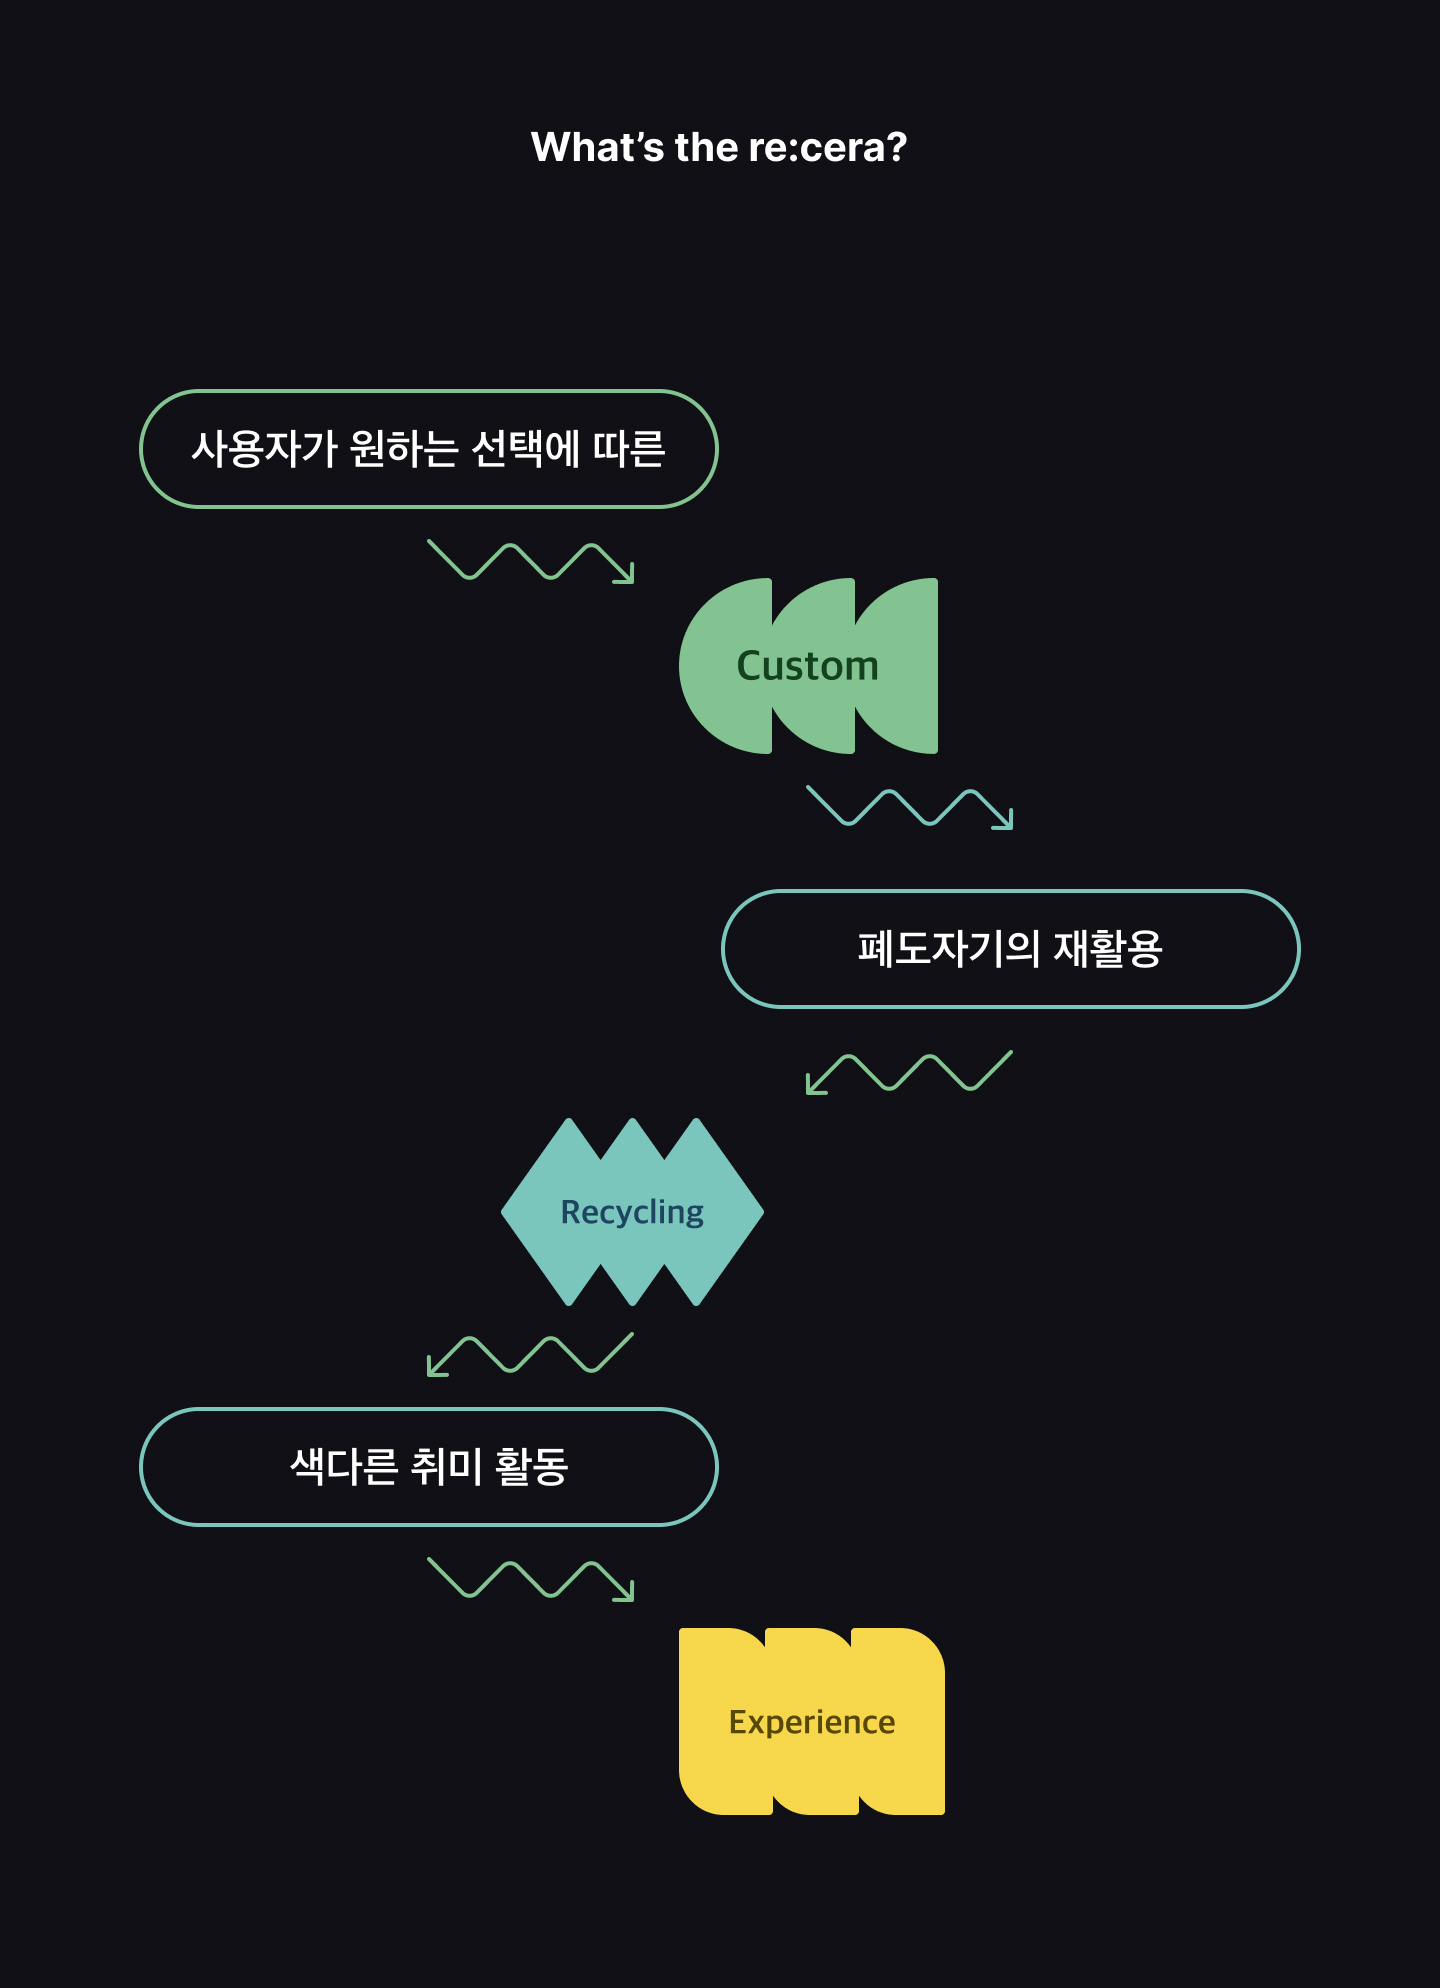 What’s the re:cera?
사용자가 원하는 선택에 따른
Custom
폐도자기의 재활용
Recycling
색다른 취미 활동
Experience